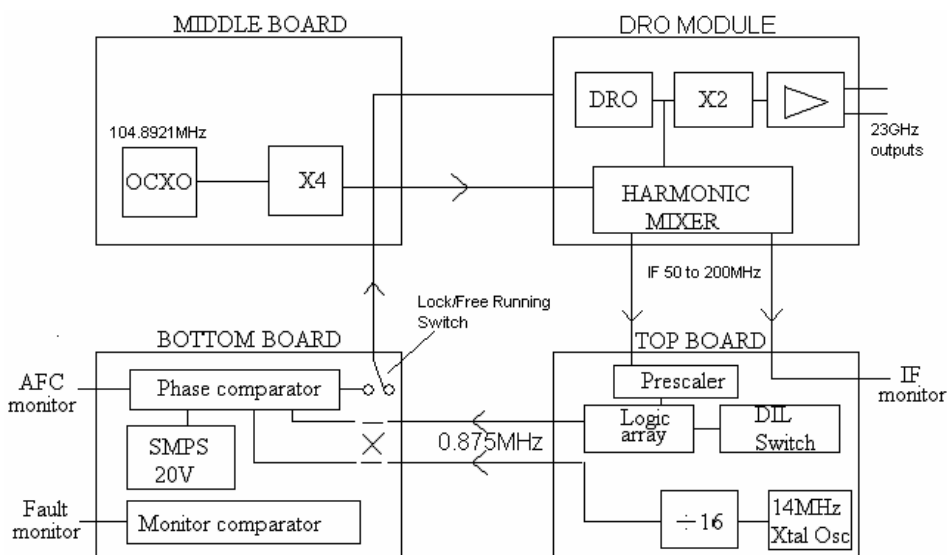 MIDDLE BOARD
DRO MODULE
DRO
X2
104.8921MHz
23GHz
outputs
OCXO
X4
HARMONIC
MIXER
IF 50 to 200MHz
Lock/Free Running
Switch
BOTTOM BOARD
TOP BOARD
AFC
monitor
Phase comparator
Prescaler
IF
monitor
Logic
array
DIL
Switch
SMPS
20V
0.875MHz
Fault
monitor
Monitor comparator
÷16
14MHz
Xtal Osc